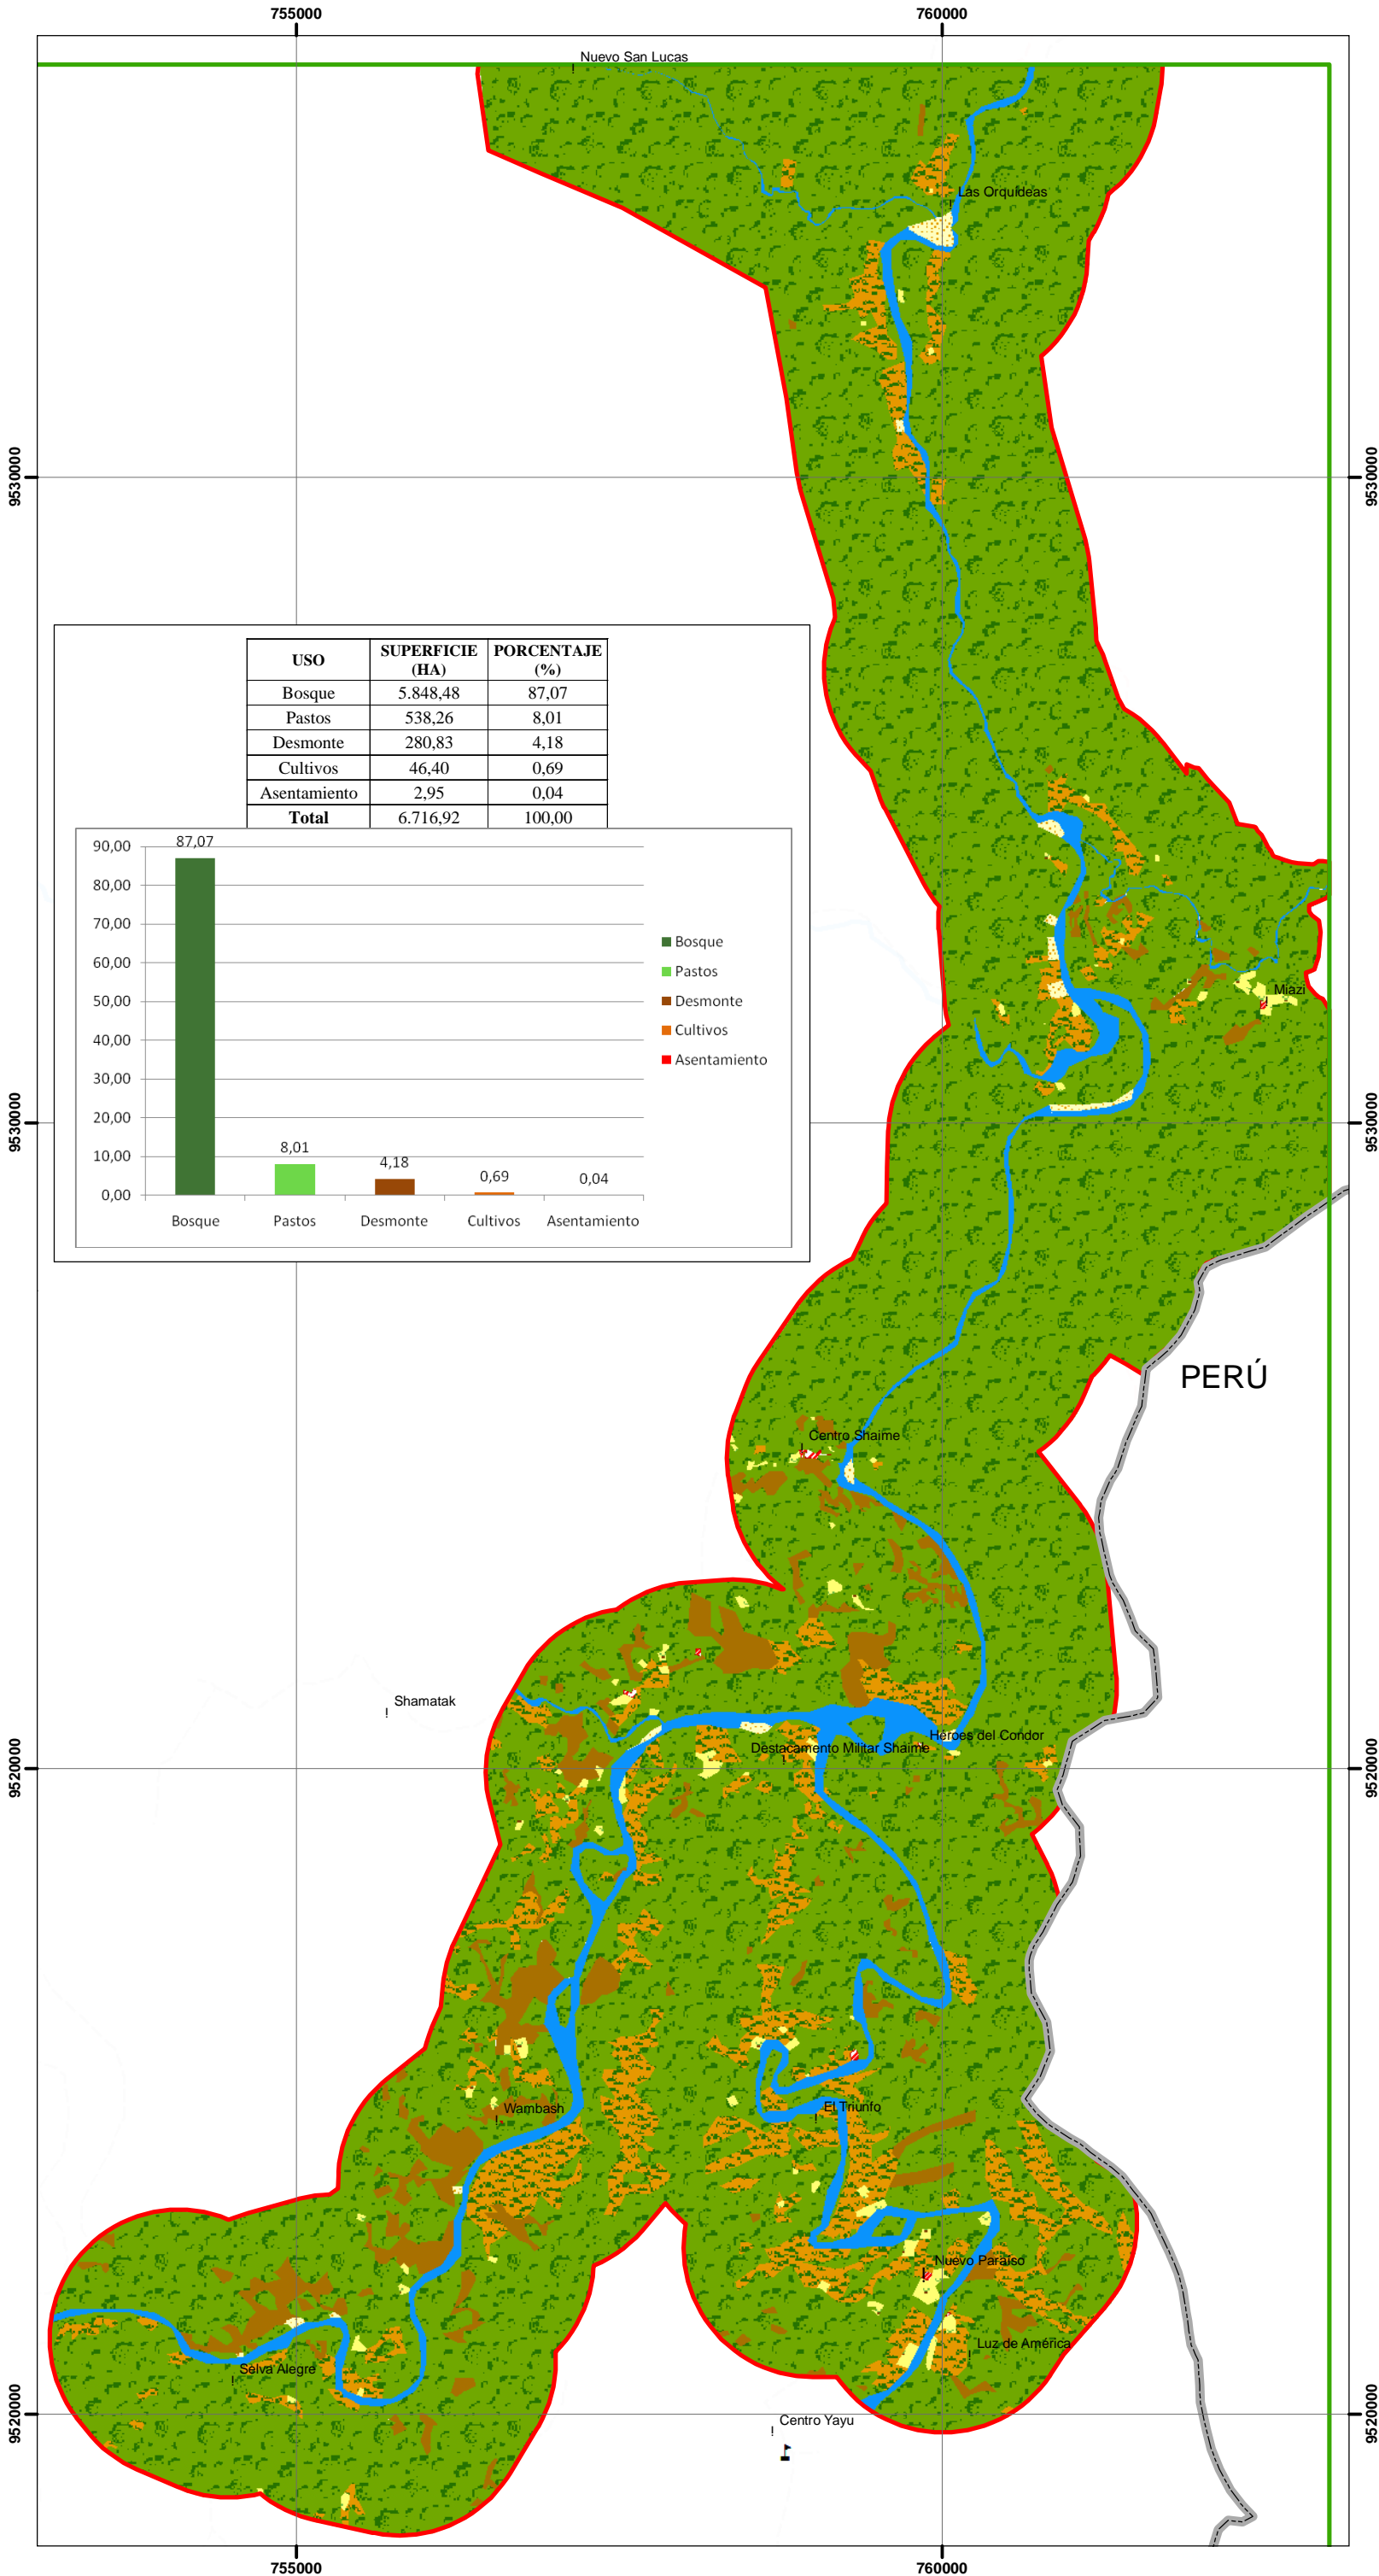 755000 760000
Nuevo San Lucas
Las Orquídeas
9530000 9530000
USO SUPERFICIE (HA) PORCENTAJE (%)
Bosque 5.848,48 87,07
Pastos 538,26 8,01
Desmonte 280,83 4,18
Cultivos 46,40 0,69
Asentamiento 2,95 0,04
Total 6.716,92 100,00
90,00
80,00
70,00
60,00
50,00
40,00
30,00
20,00
10,00
0,00
87,07
8,01
4,18
0,69
0,04
Bosque Pastos Desmonte Cultivos Asentamiento
Bosque
Pastos
Desmonte
Cultivos
Asentamiento
Miazi
9530000 9530000
PERÚ
Centro Shaime
Shamatak
Héroes del Condor
Destacamento Militar Shaime
9520000 9520000
Wambash
El Triunfo
Nuevo Paraíso
Luz de América
Selva Alegre
9520000 9520000
Centro Yayu
755000 760000